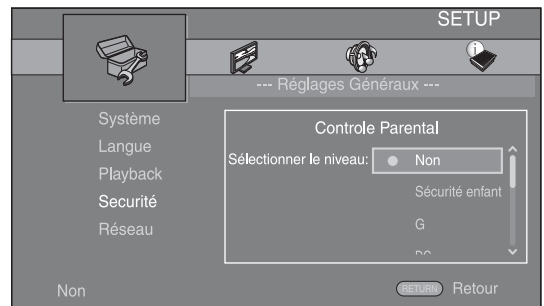 SETUP
--- Réglages Généraux ---
Système
Langue
Playback
Securité
Réseau
Controle Parental
Sélectionner le niveau:
Non
Sécurité enfant
G
Non
RETURN Retour